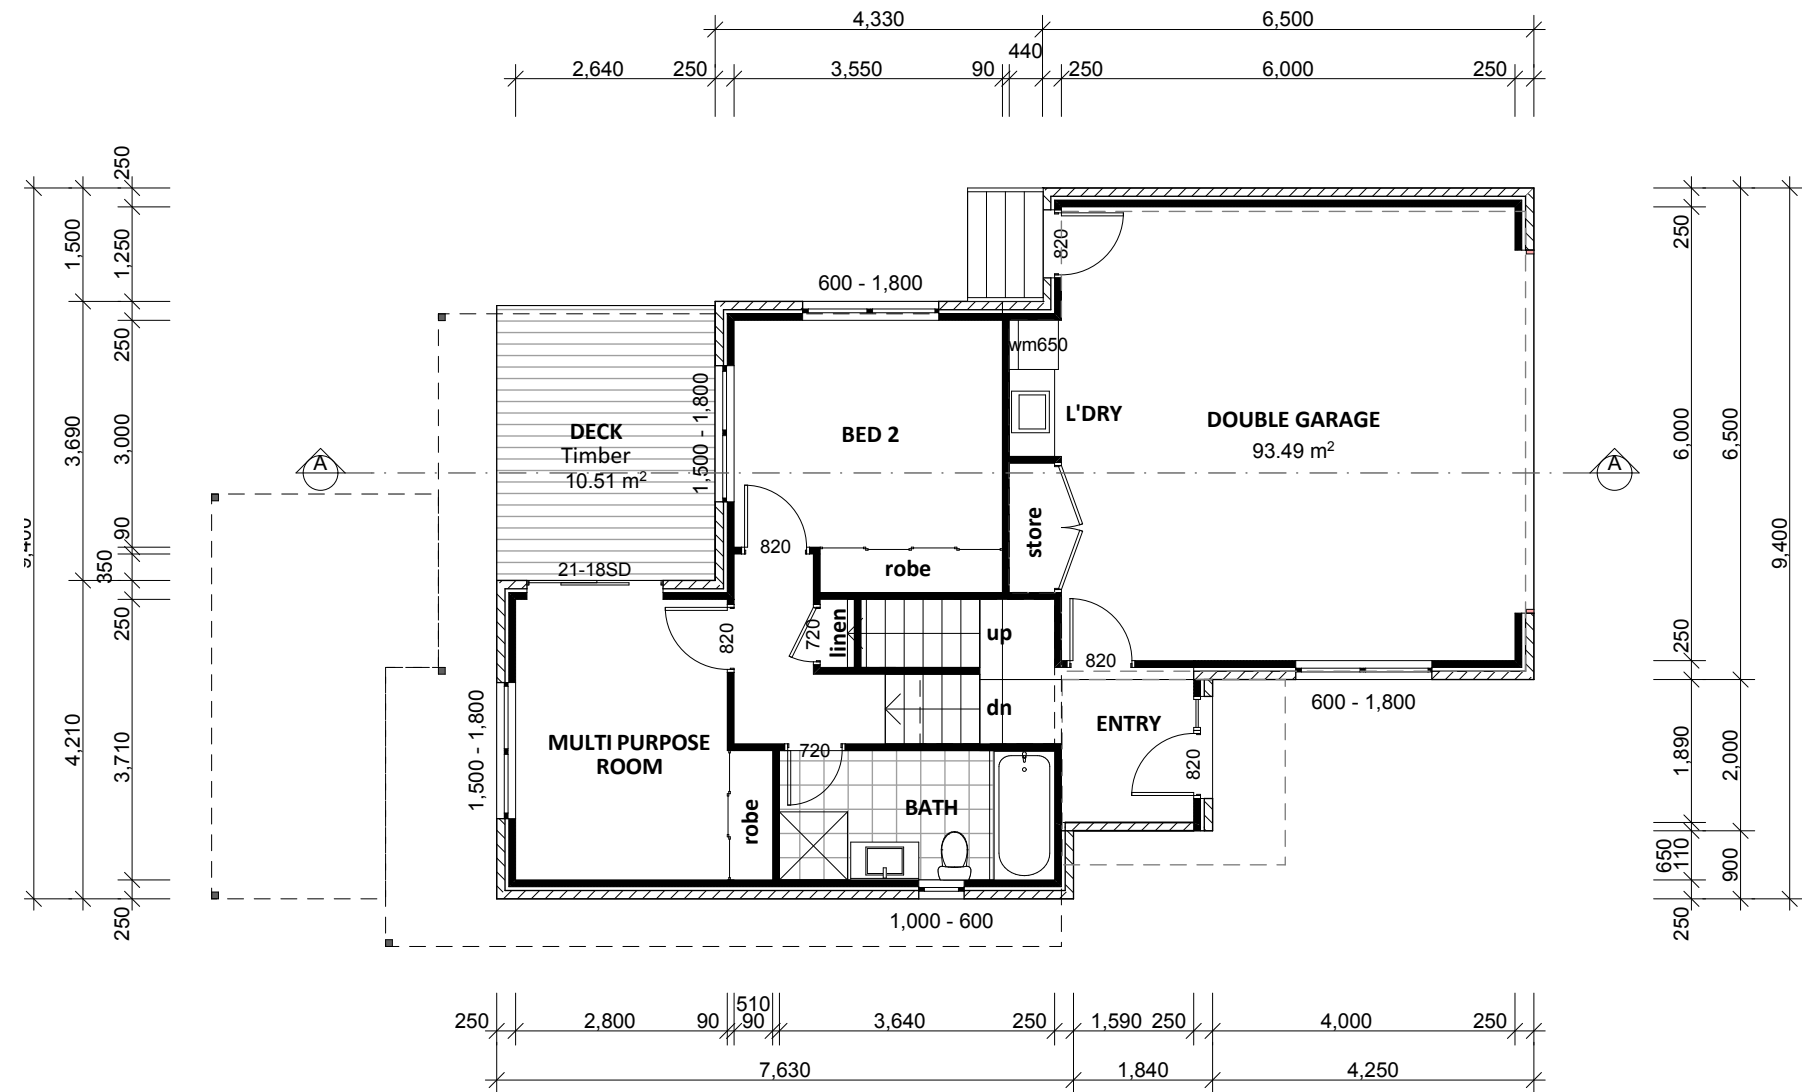 4,330
6,500
440
2,640
250
3,550
90
250
6,000
250
250
1,500
1,250
250
3,690
3,000
90
350
250
4,210
3,710
250
820
600 - 1,800
wm650
L'DRY
DOUBLE GARAGE
93.49 m²
BED 2
1,500 - 1,800
DECK
Timber
10.51 m²
A
A
store
820
robe
21-18SD
820
720
linen
up
820
dn
ENTRY
820
600 - 1,800
1,500 - 1,800
MULTI PURPOSE
ROOM
720
BATH
robe
1,000 - 600
250
6,000
6,500
9,400
250
1,890
2,000
650
110
900
250
510
250
2,800
90
90
3,640
250
1,590
250
4,000
250
7,630
1,840
4,250